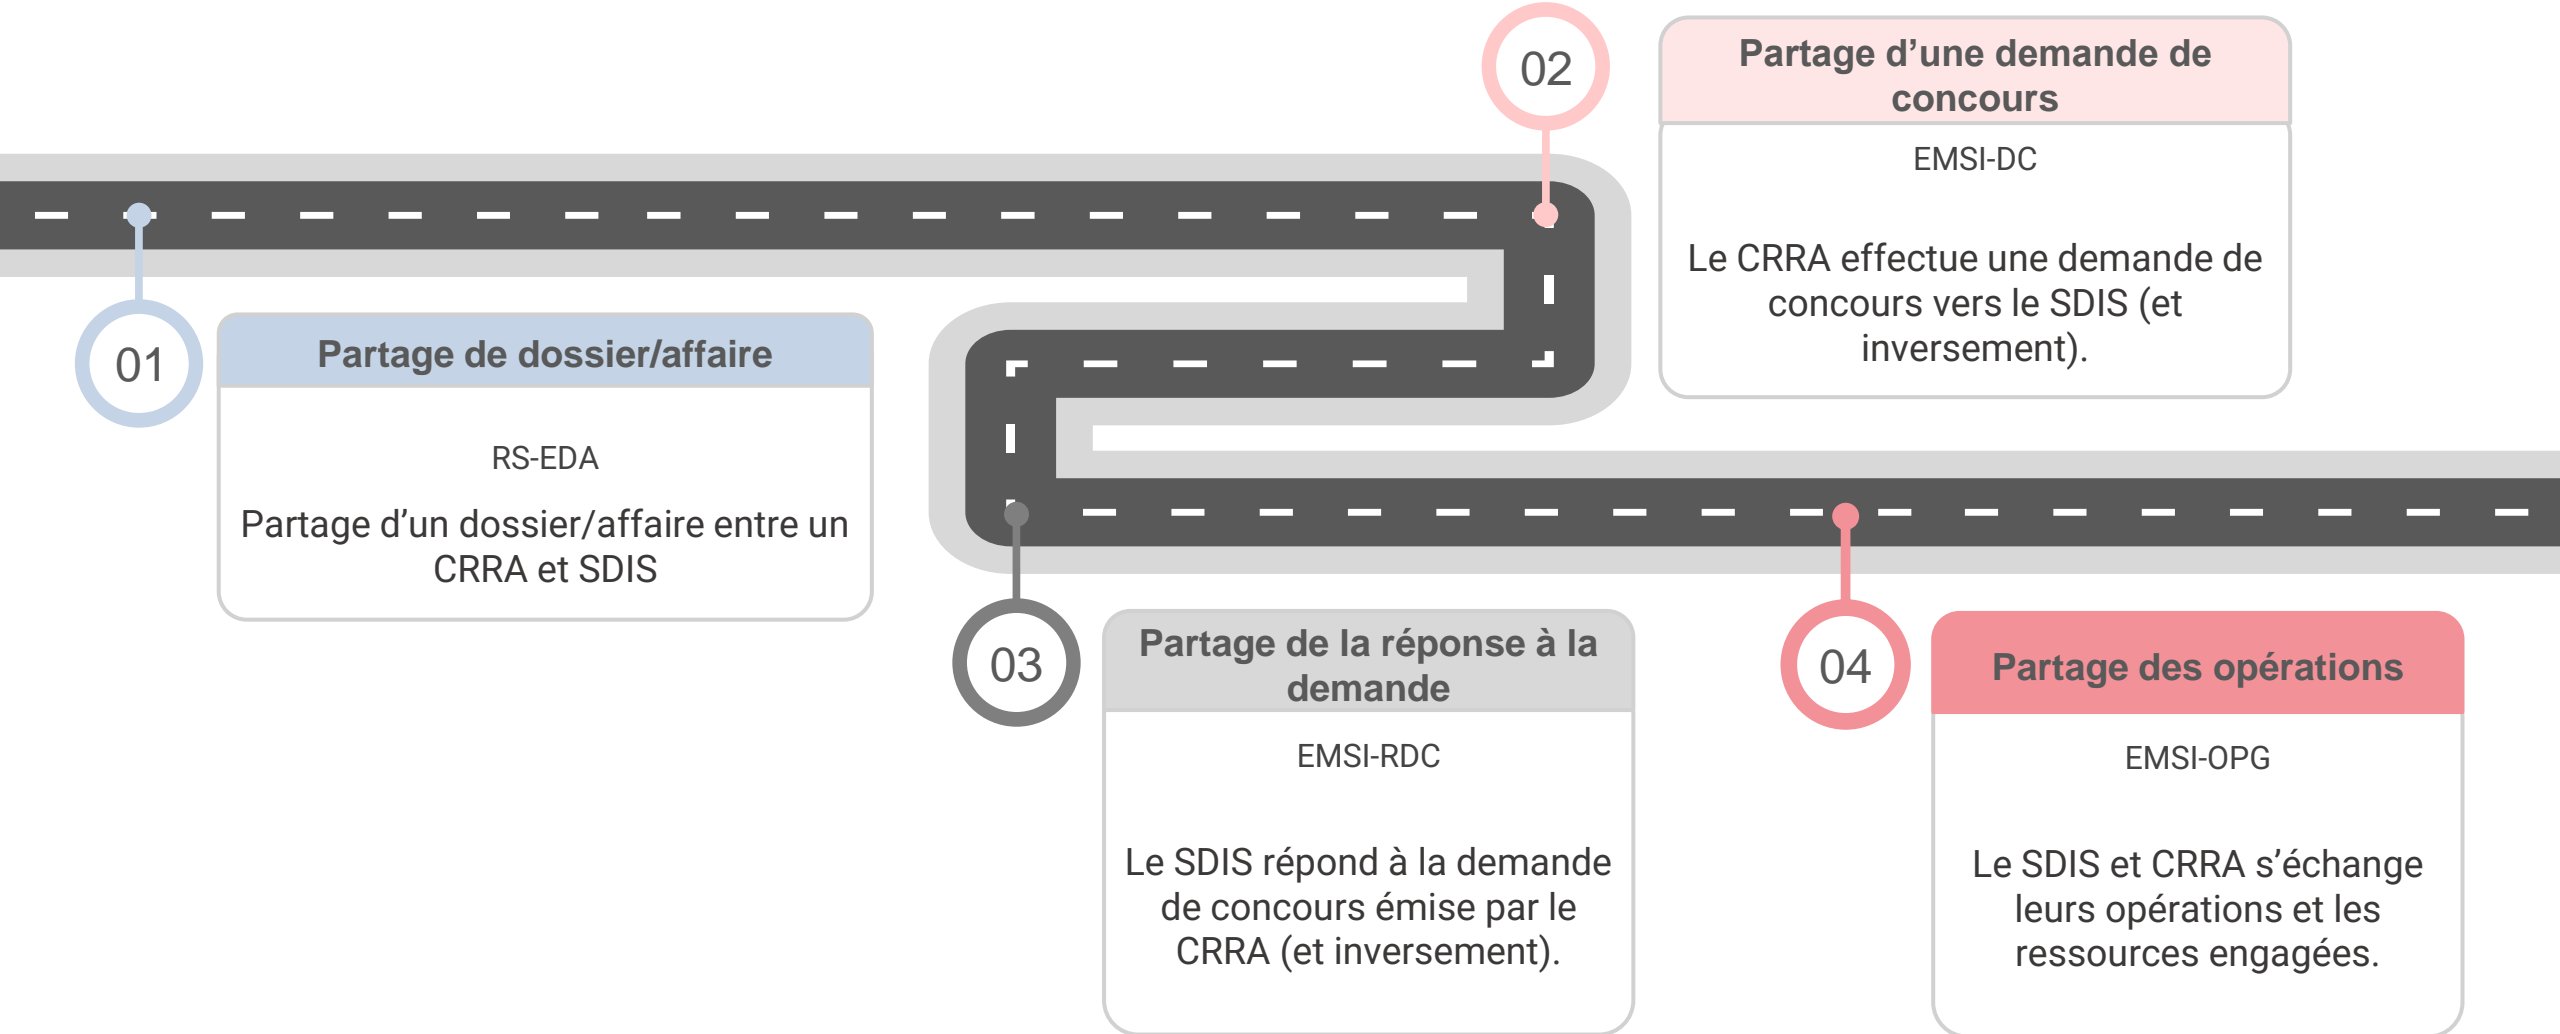 01
Partage de dossier/affaire
RS-EDA
Partage d’un dossier/affaire entre un
CRRA et SDIS
02
Partage d’une demande de
concours
EMSI-DC
Le CRRA effectue une demande de
concours vers le SDIS (et
inversement).
03
Partage de la réponse à la
demande
EMSI-RDC
Le SDIS répond à la demande
de concours émise par le
CRRA (et inversement).
04
Partage des opérations
EMSI-OPG
Le SDIS et CRRA s’échange
leurs opérations et les
ressources engagées.